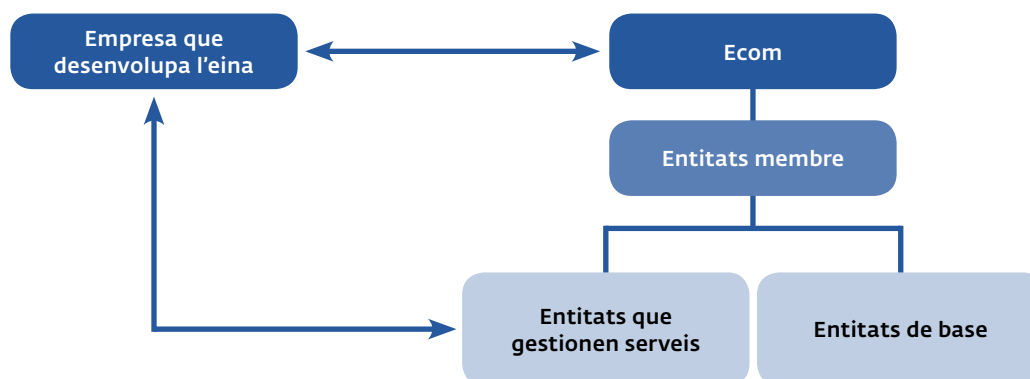 Empresa que
desenvolupa l'eina
Ecom
Entitats membre
Entitats que
gestionen serveis
Entitats de base